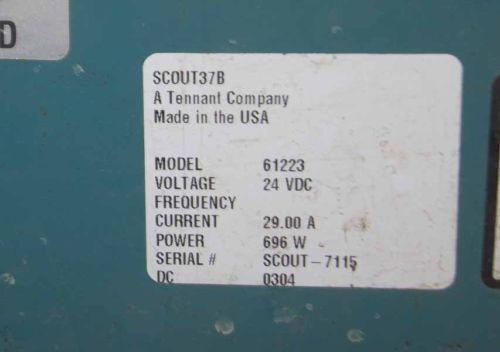 D
SCOUT37B
A Tennant Company
Made in the USA
MODEL 61223
VOLTAGE 24 VDC
FREQUENCY
CURRENT 29.00 A
POWER 696 W
SERIAL # SCOUT-7115
DC 0304